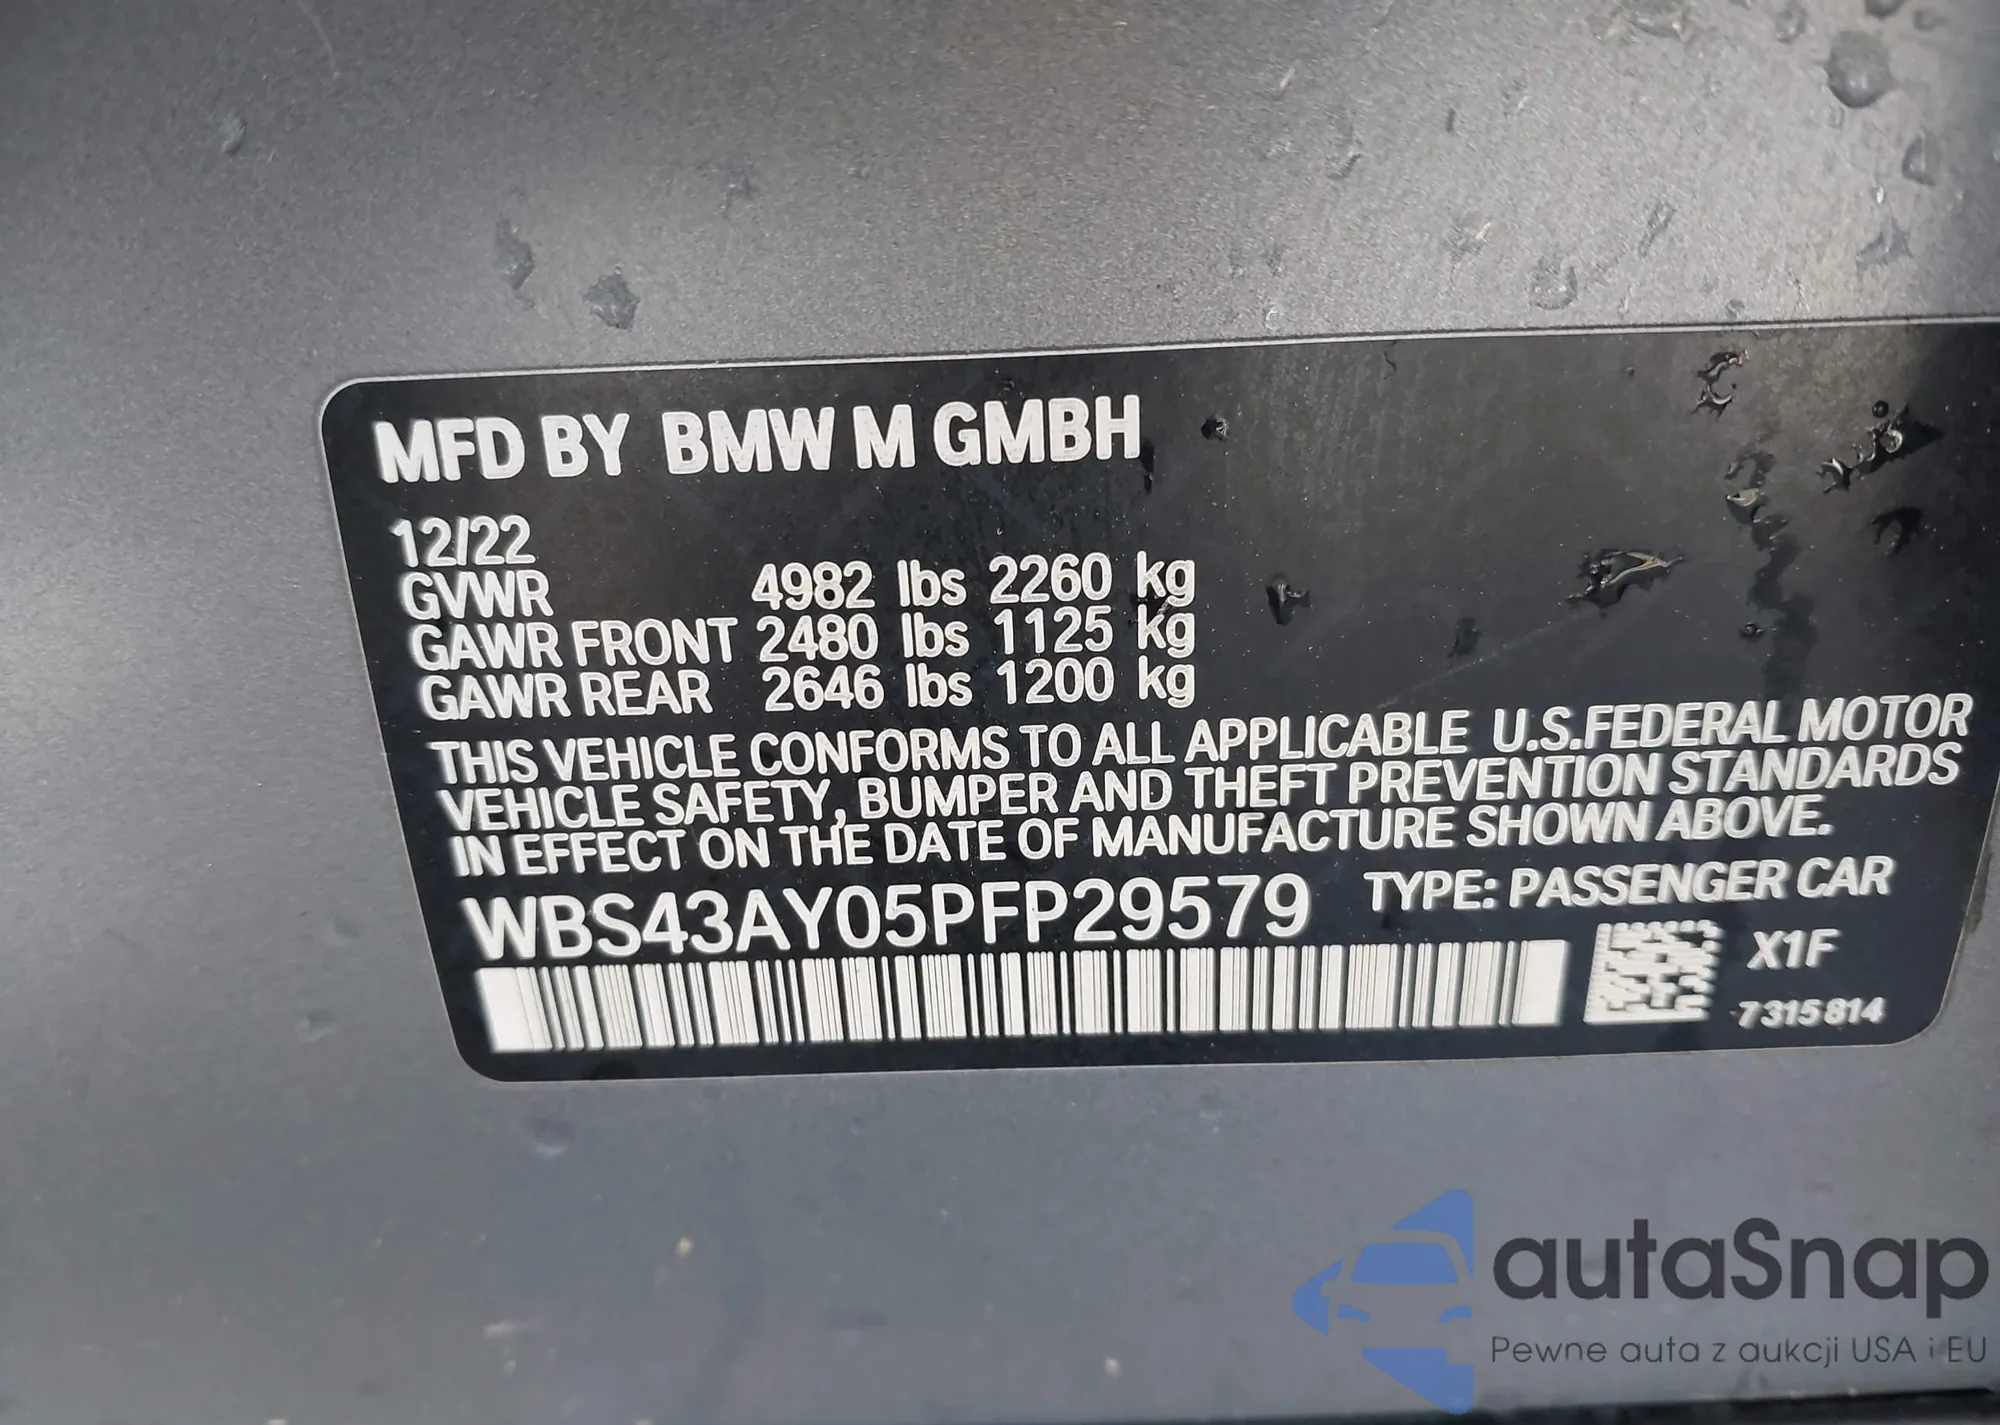 MFD BY BMW M GMBH
12/22
GVWR 4982 lbs 2260 kg
GAWR FRONT 2480 lbs 1125 kg
GAWR REAR 2646 lbs 1200 kg
THIS VEHICLE CONFORMS TO ALL APPLICABLE U.S.FEDERAL MOTOR
VEHICLE SAFETY, BUMPER AND THEFT PREVENTION STANDARDS
IN EFFECT ON THE DATE OF MANUFACTURE SHOWN ABOVE.
WBS43AY05PFP29579 TYPE: PASSENGER CAR
X1F
7315814
autaSnap
Pewne auta z aukcji USA i EU